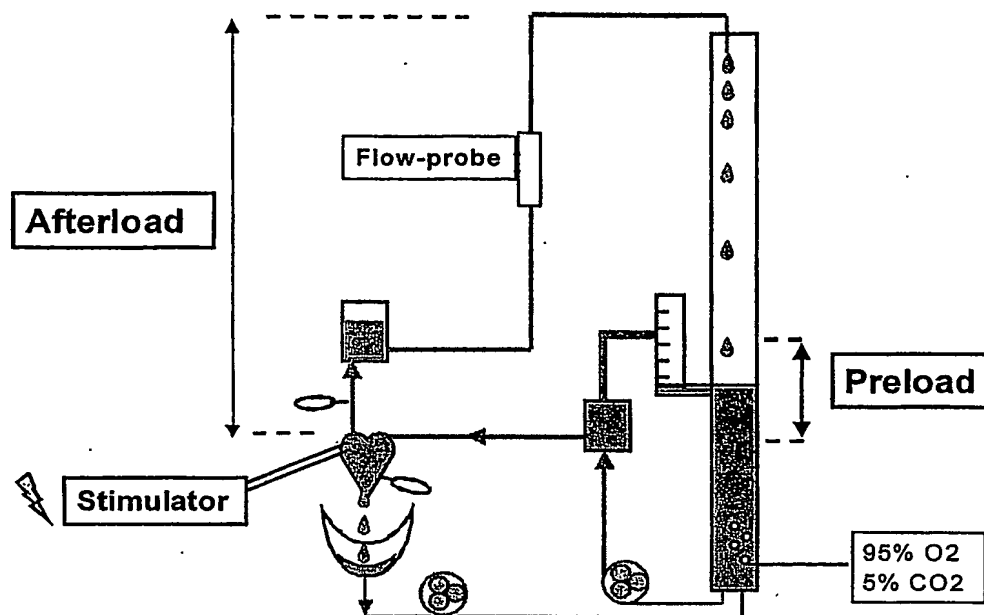 Flow-probe
Afterload
Preload
Stimulator
95% O2
5% CO2